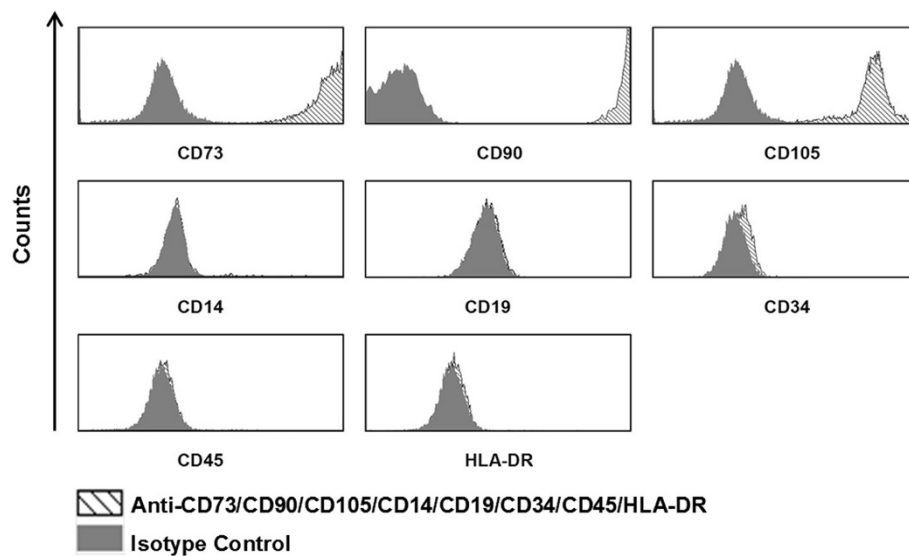 Counts
CD73
CD90
CD105
CD14
CD19
CD34
CD45
HLA-DR
Anti-CD73/CD90/CD105/CD14/CD19/CD34/CD45/HLA-DR
Isotype Control